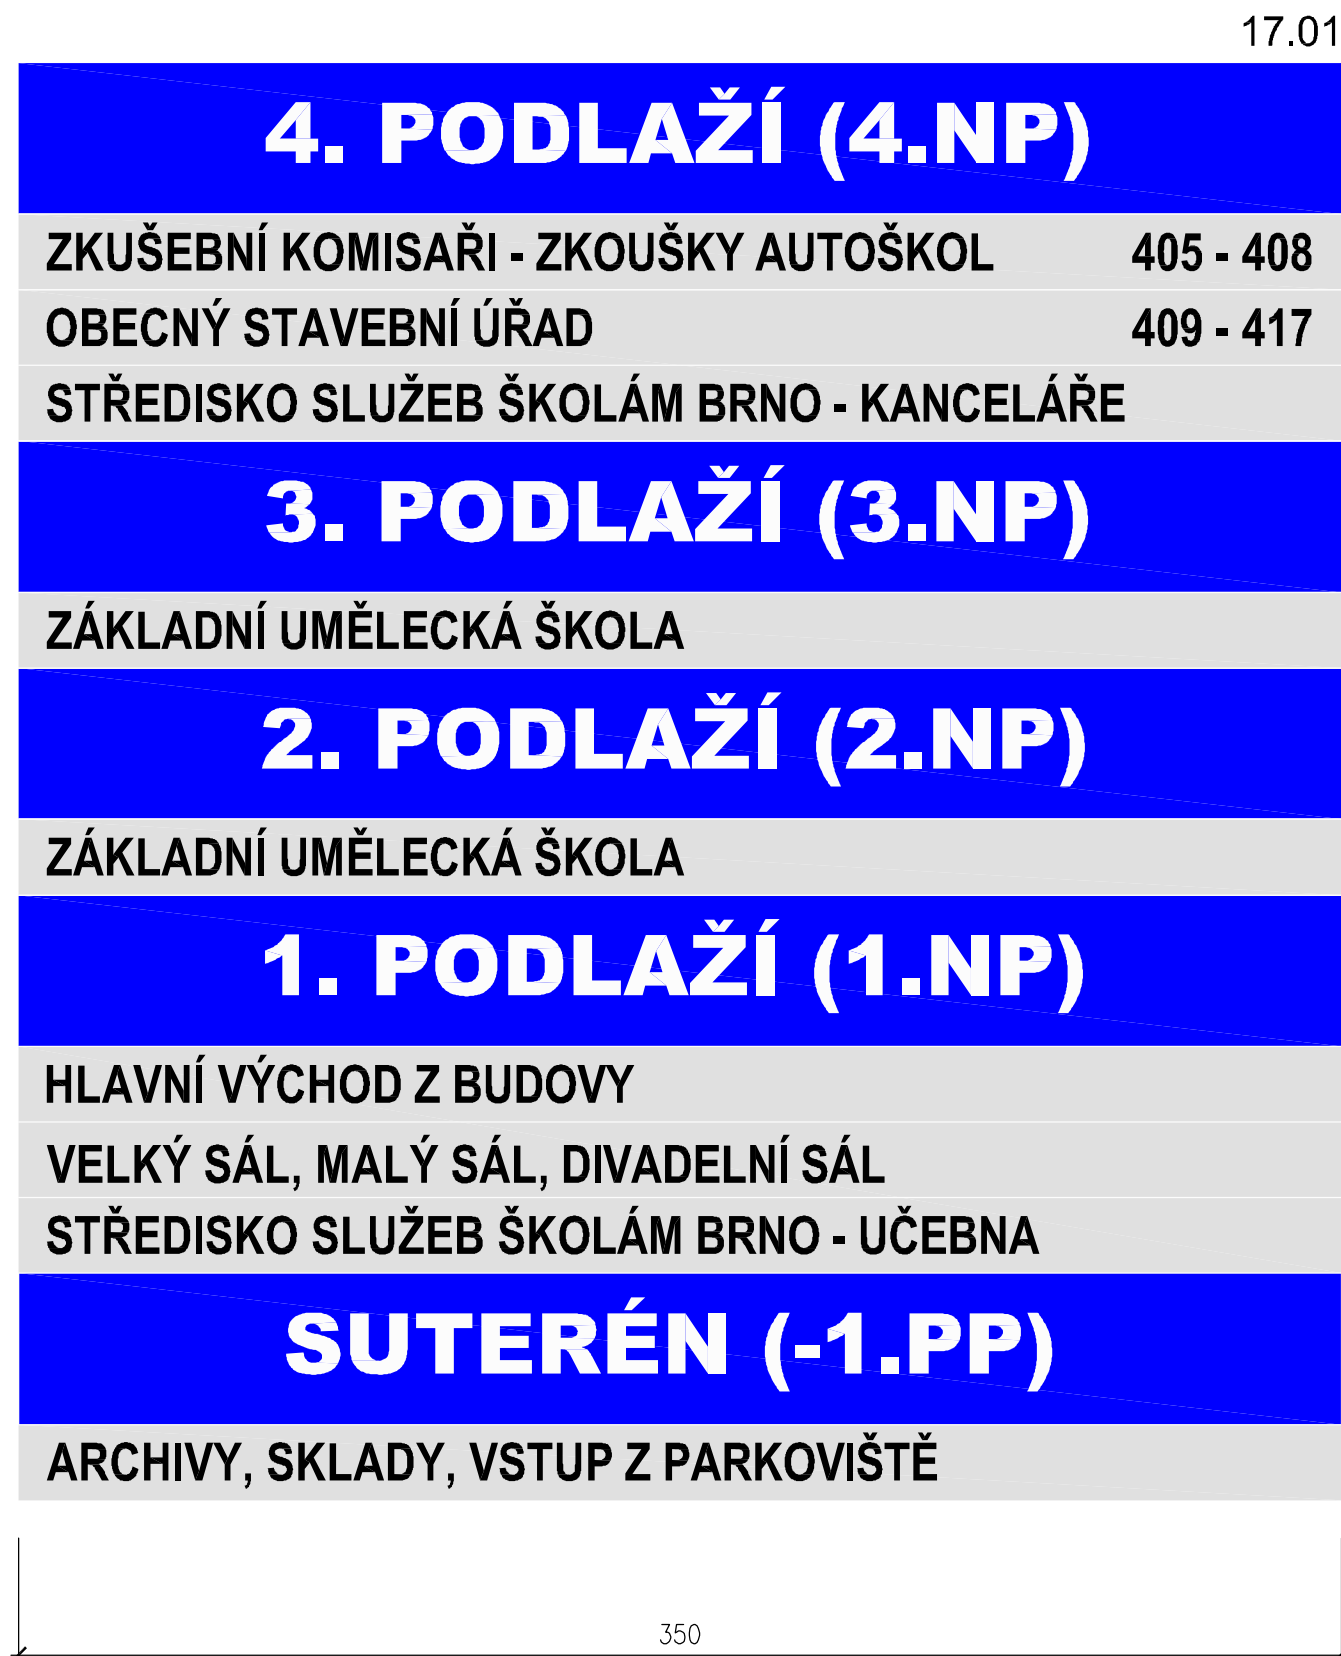 17.01
4. PODLAŽÍ (4.NP)
ZKUŠEBNÍ KOMISAŘI - ZKOUŠKY AUTOŠKOL 405 - 408
OBECNÝ STAVEBNÍ ÚŘAD 409 - 417
STŘEDISKO SLUŽEB ŠKOLÁM BRNO - KANCELÁŘE
3. PODLAŽÍ (3.NP)
ZÁKLADNÍ UMĚLECKÁ ŠKOLA
2. PODLAŽÍ (2.NP)
ZÁKLADNÍ UMĚLECKÁ ŠKOLA
1. PODLAŽÍ (1.NP)
HLAVNÍ VÝCHOD Z BUDOVY
VELKÝ SÁL, MALÝ SÁL, DIVADELNÍ SÁL
STŘEDISKO SLUŽEB ŠKOLÁM BRNO - UČEBNA
SUTERÉN (-1.PP)
ARCHIVY, SKLADY, VSTUP Z PARKOVIŠTĚ
350